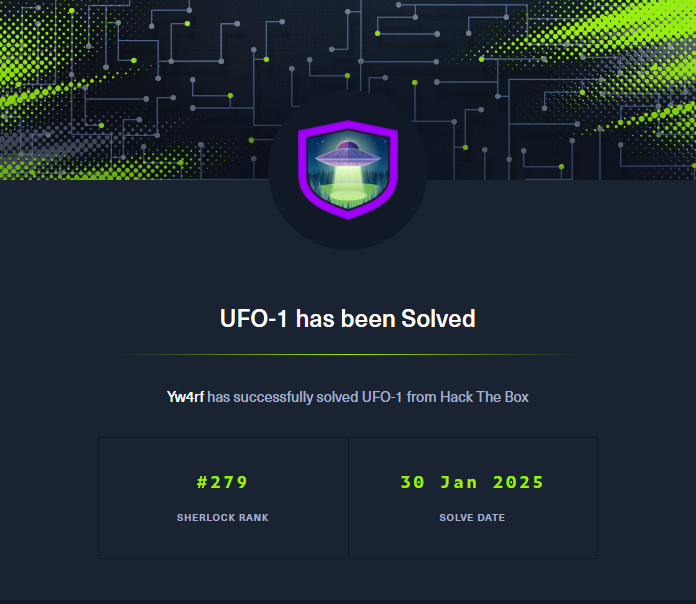 UFO-1 has been Solved
Yw4rf has successfully solved UFO-1 from Hack The Box
#279
30 Jan 2025
SHERLOCK RANK
SOLVE DATE